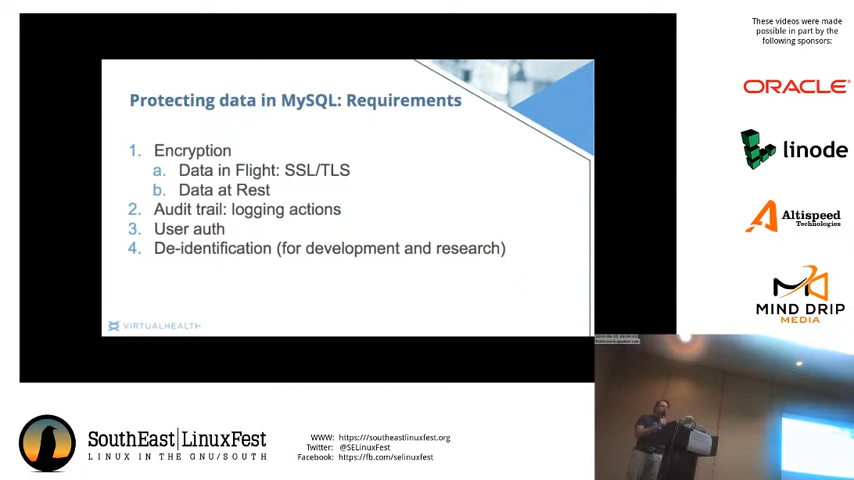 These videos were made
possible in part by the
following sponsors:
ORACLE
linode
Altispeed
Technologies
MIND DRIP
MEDIA
Protecting data in MySQL: Requirements
1. Encryption
a. Data in Flight: SSL/TLS
b. Data at Rest
2. Audit trail: logging actions
3. User auth
4. De-identification (for development and research)
VIRTUALHEALTH
SouthEast|LinuxFest
LINUX IN THE GNU/SOUTH
WWW: https:///southeastlinuxfest.org
Twitter: @SELinuxFest
Facebook: https://fb.com/selinuxfest